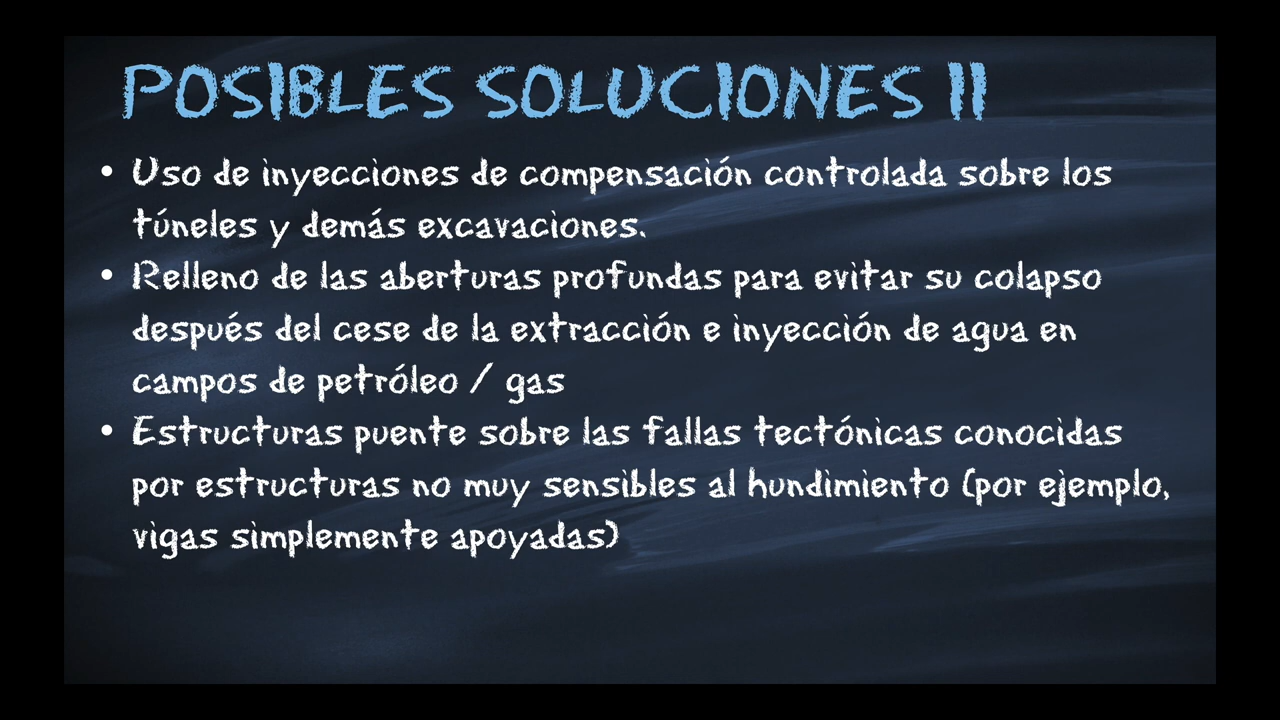 POSIBLES SOLUCIONES II
• Uso de inyecciones de compensación controlada sobre los
túneles y demás excavaciones.
• Relleno de las aberturas profundas para evitar su colapso
después del cese de la extracción e inyección de agua en
campos de petróleo / gas
• Estructuras puente sobre las fallas tectónicas conocidas
por estructuras no muy sensibles al hundimiento (por ejemplo,
vigas simplemente apoyadas)